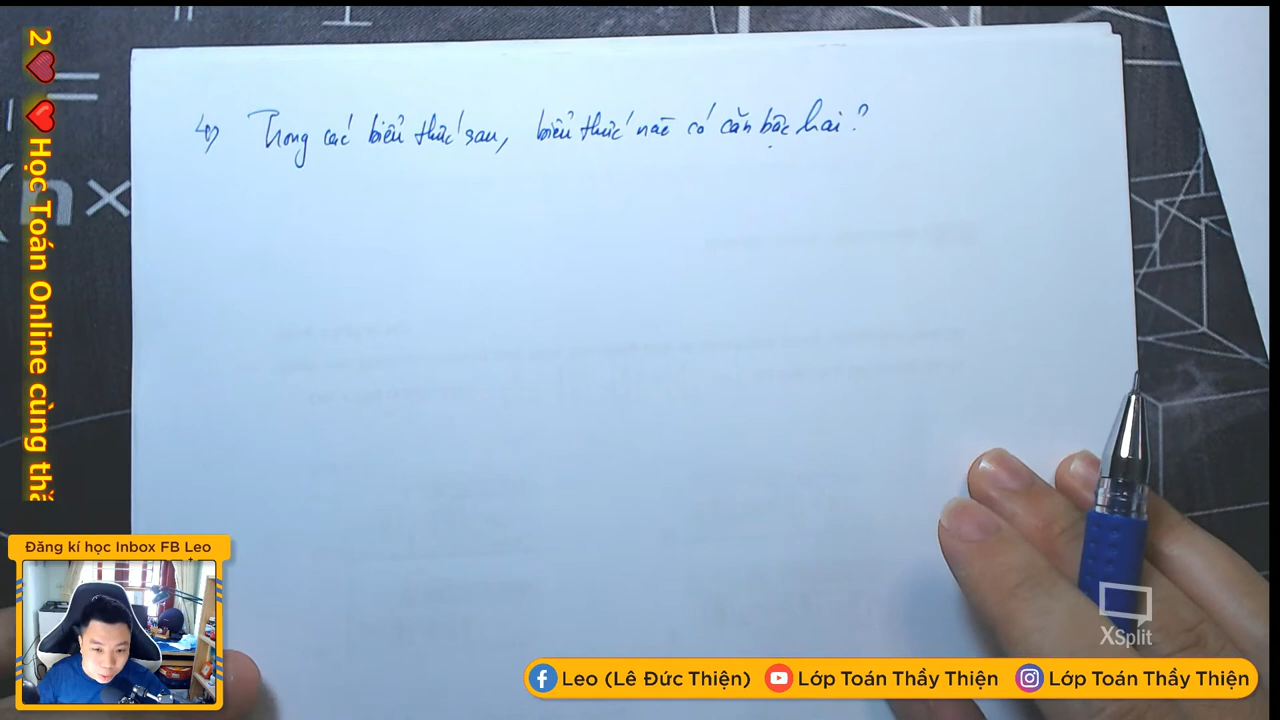 4)
Trong các biểu thức sau, biểu thức nào có căn bậc hai?
2 ❤ ❤ Học Toán Online cùng thầ
Đăng kí học Inbox FB Leo
XSplit
Leo (Lê Đức Thiện) Lớp Toán Thầy Thiện Lớp Toán Thầy Thiện